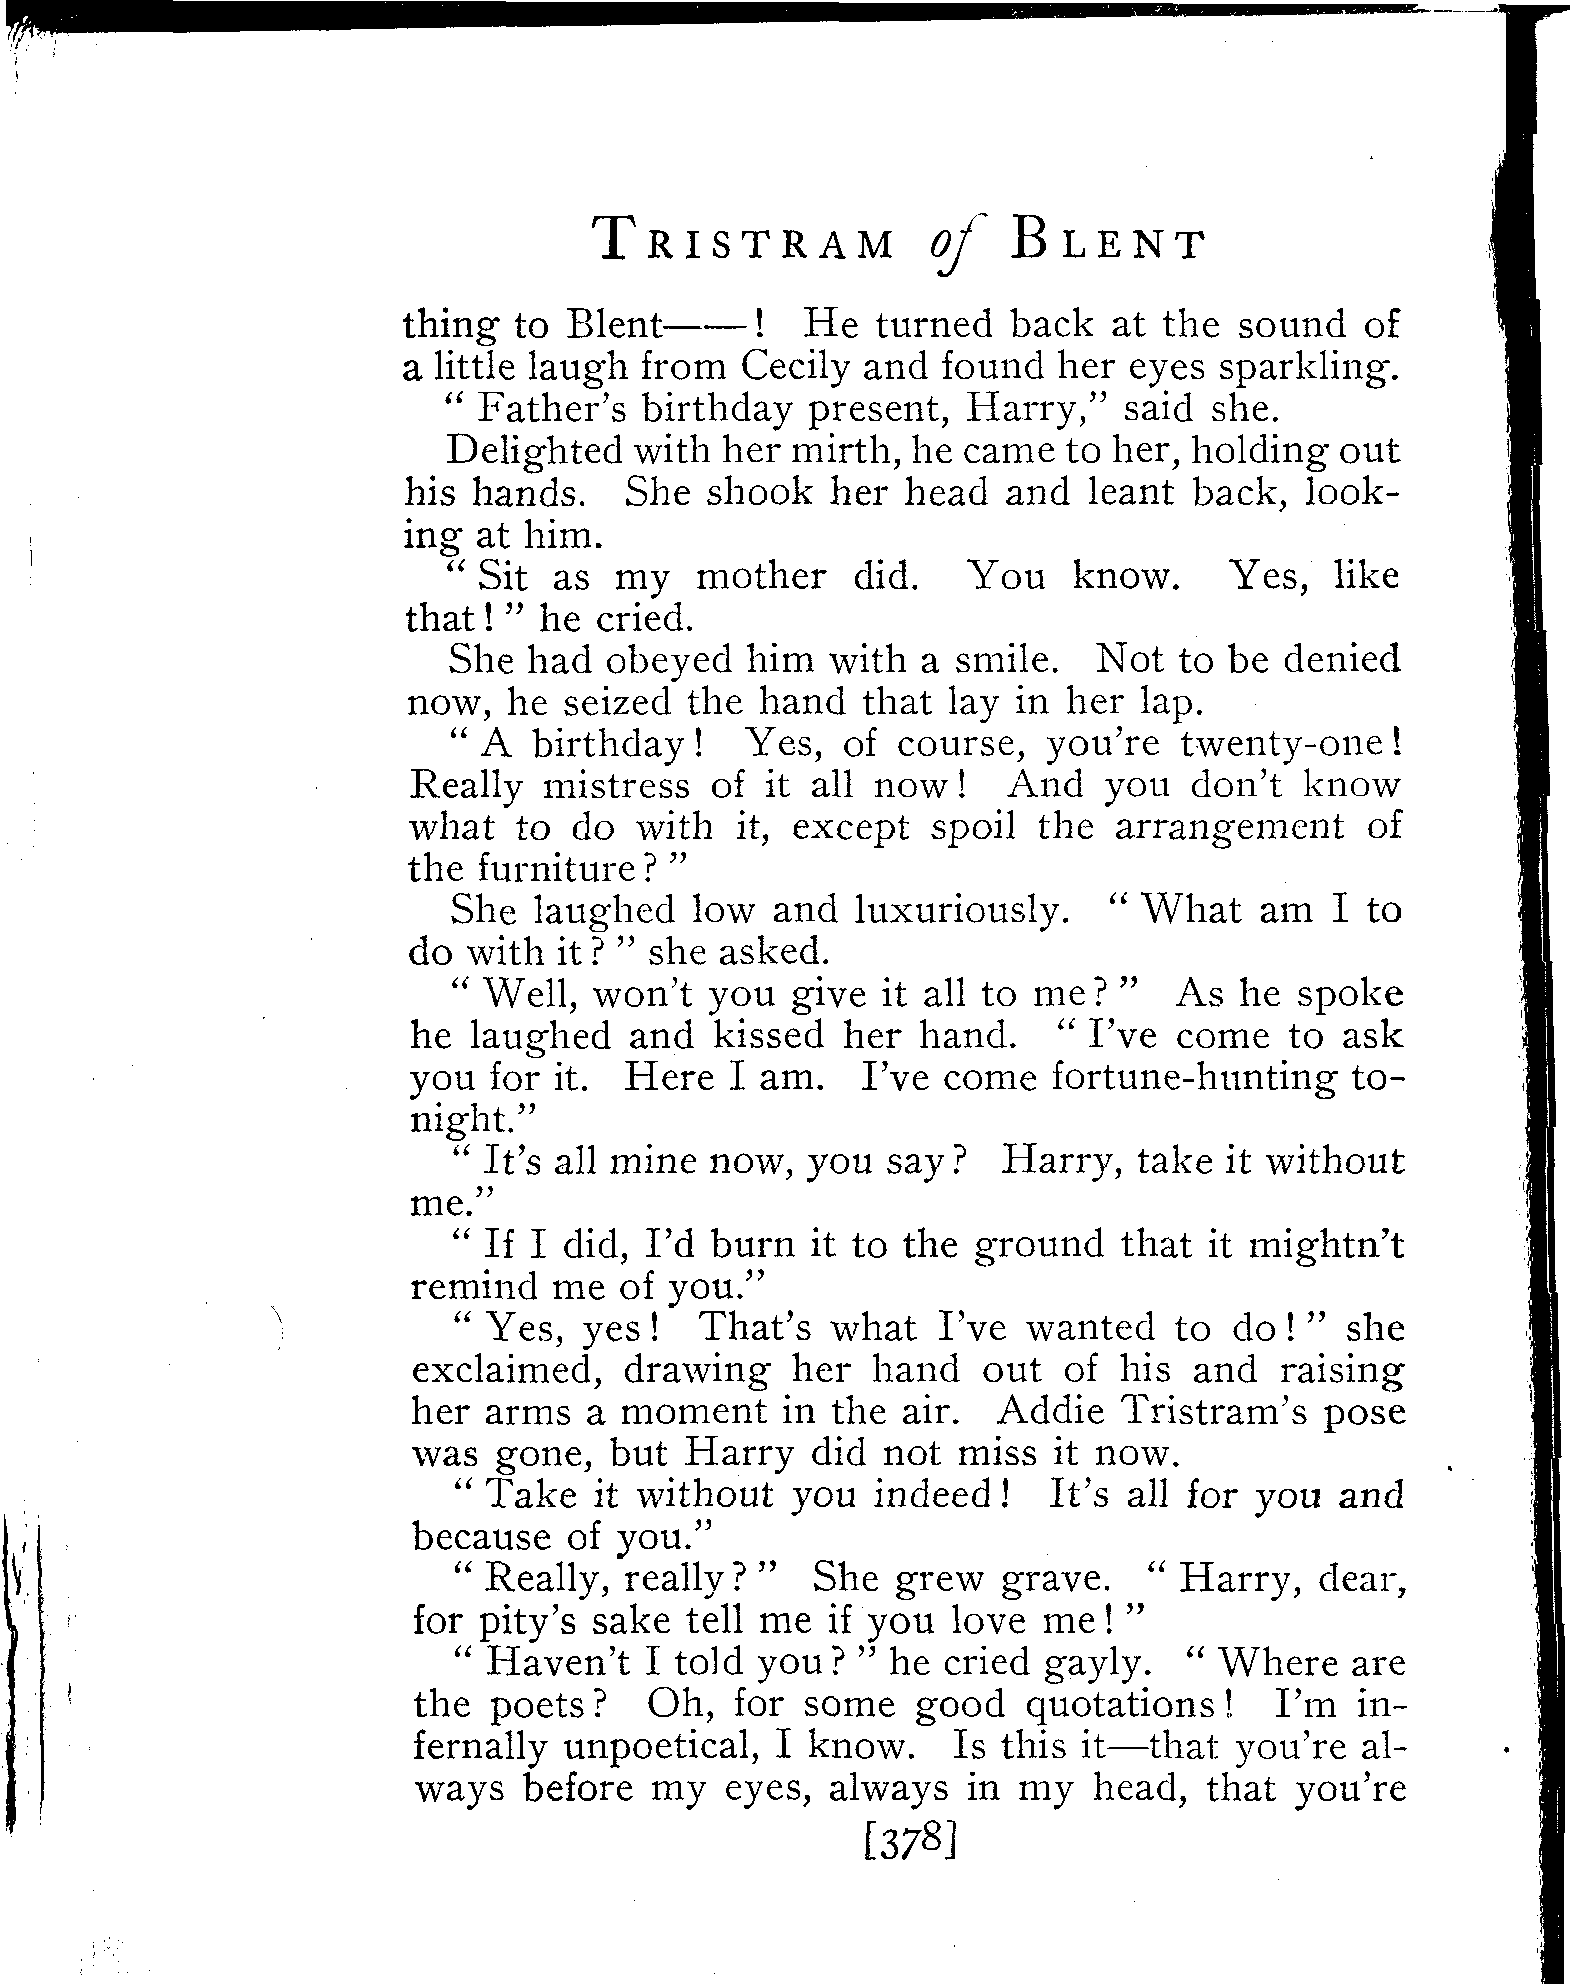 TRISTRAM of BLENT
thing to Blent——! He turned back at the sound of
a little laugh from Cecily and found her eyes sparkling.
" Father's birthday present, Harry," said she.
Delighted with her mirth, he came to her, holding out
his hands. She shook her head and leant back, look-
ing at him.
" Sit as my mother did. You know. Yes, like
that! " he cried.
She had obeyed him with a smile. Not to be denied
now, he seized the hand that lay in her lap.
" A birthday! Yes, of course, you're twenty-one!
Really mistress of it all now! And you don't know
what to do with it, except spoil the arrangement of
the furniture? "
She laughed low and luxuriously. " What am I to
do with it? " she asked.
" Well, won't you give it all to me? " As he spoke
he laughed and kissed her hand. " I've come to ask
you for it. Here I am. I've come fortune-hunting to-
night."
" It's all mine now, you say? Harry, take it without
me."
" If I did, I'd burn it to the ground that it mightn't
remind me of you."
" Yes, yes! That's what I've wanted to do! " she
exclaimed, drawing her hand out of his and raising
her arms a moment in the air. Addie Tristram's pose
was gone, but Harry did not miss it now.
" Take it without you indeed! It's all for you and
because of you."
" Really, really? " She grew grave. " Harry, dear,
for pity's sake tell me if you love me! "
" Haven't I told you? " he cried gayly. " Where are
the poets? Oh, for some good quotations! I'm in-
fernally unpoetical, I know. Is this it—that you're al-
ways before my eyes, always in my head, that you're
[378]